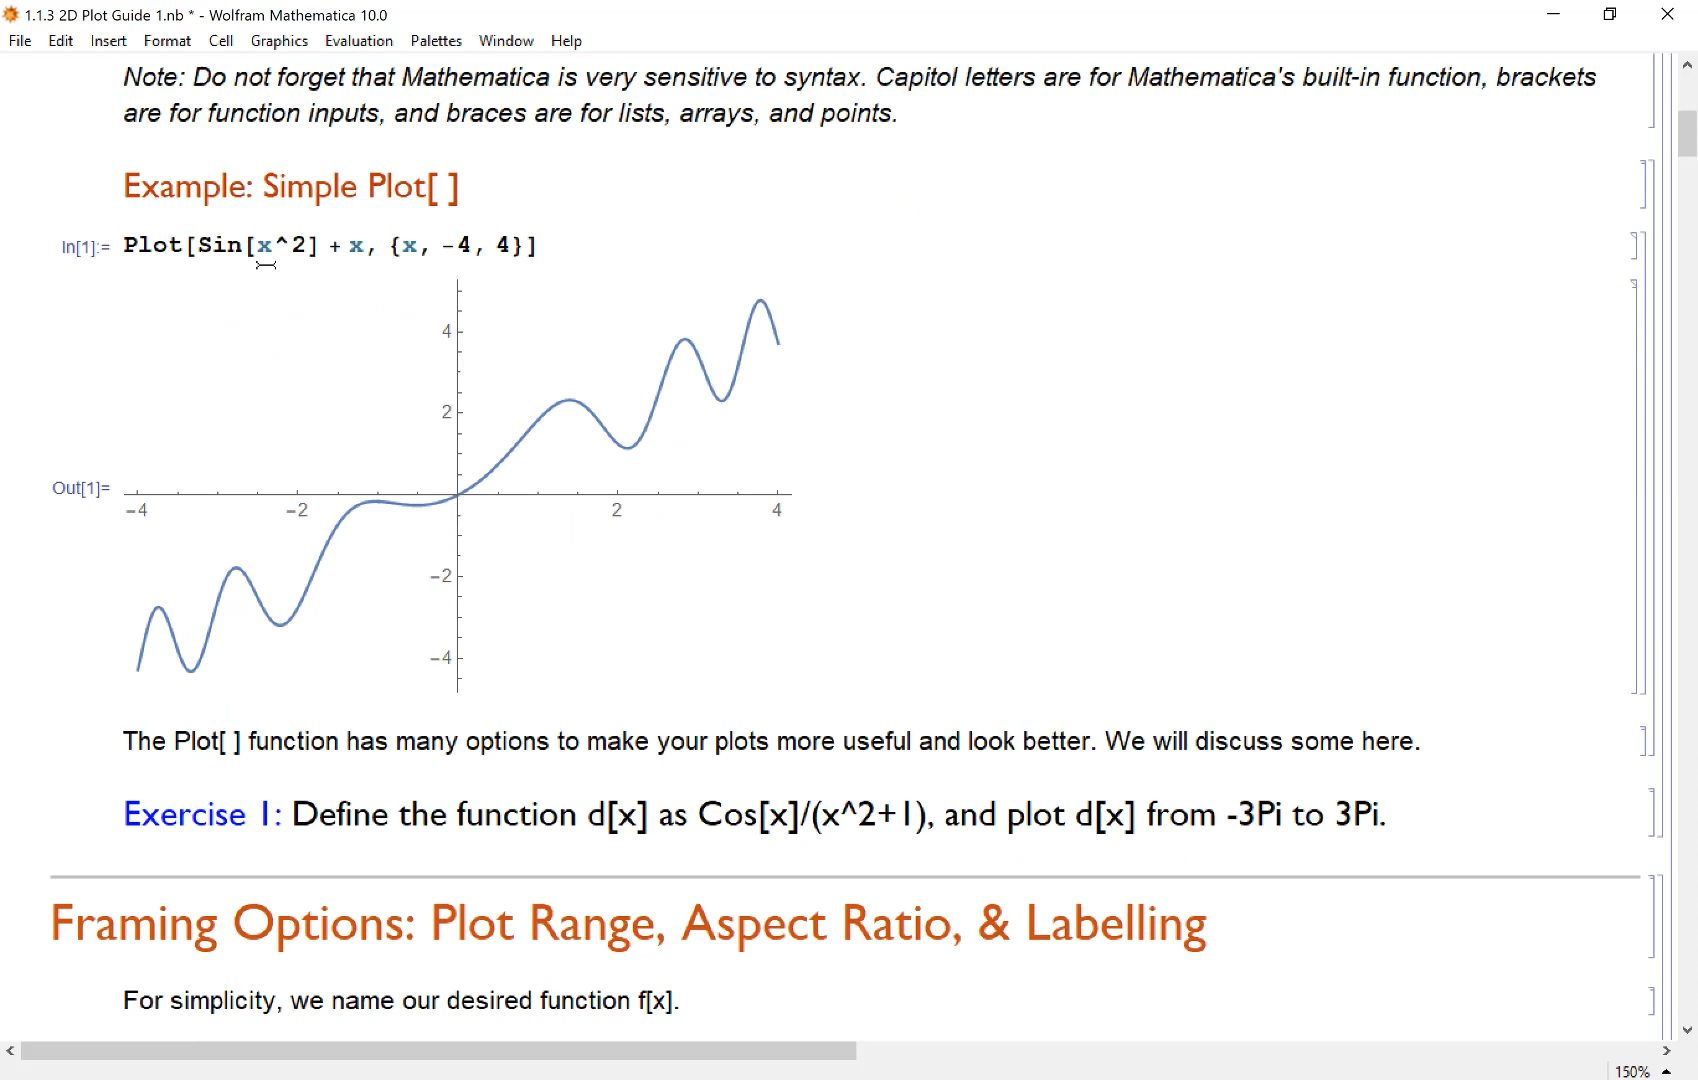 1.1.3 2D Plot Guide 1.nb * - Wolfram Mathematica 10.0
File Edit Insert Format Cell Graphics Evaluation Palettes Window Help
Note: Do not forget that Mathematica is very sensitive to syntax. Capitol letters are for Mathematica's built-in function, brackets
are for function inputs, and braces are for lists, arrays, and points.
Example: Simple Plot[ ]
In[1]:= Plot[Sin[x^2] + x, {x, -4, 4}]
4
2
Out[1]=
-4 -2 2 4
-2
-4
The Plot[ ] function has many options to make your plots more useful and look better. We will discuss some here.
Exercise 1: Define the function d[x] as Cos[x]/(x^2+1), and plot d[x] from -3Pi to 3Pi.
Framing Options: Plot Range, Aspect Ratio, & Labelling
For simplicity, we name our desired function f[x].
150%